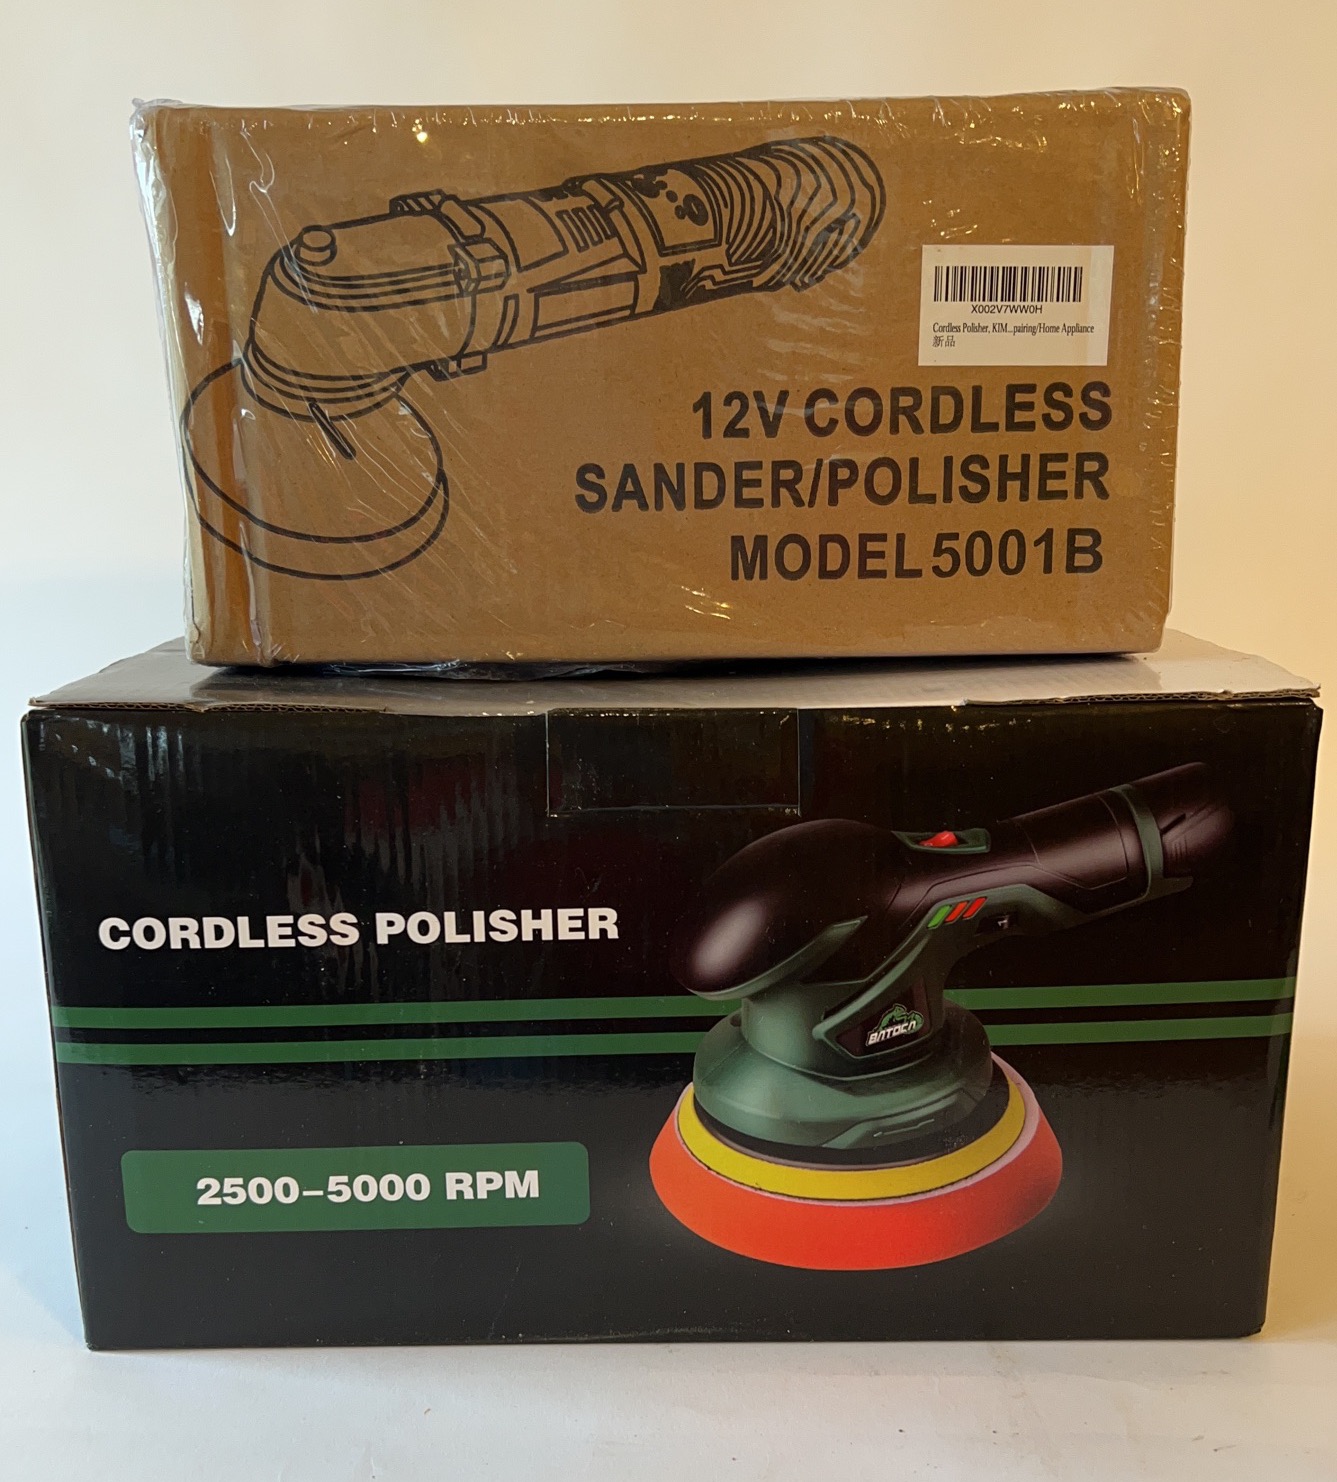 X002V7WW0H
Cordless Polisher, KIM...pairing/Home Appliance
新品
12V CORDLESS
SANDER/POLISHER
MODEL 5001B
CORDLESS POLISHER
BATOCA
2500-5000 RPM